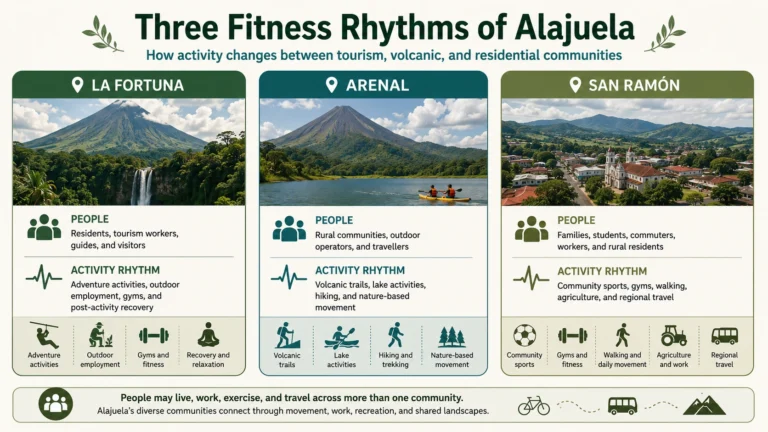 Three Fitness Rhythms of Alajuela
How activity changes between tourism, volcanic, and residential communities
LA FORTUNA
PEOPLE
Residents, tourism workers,
guides, and visitors
ACTIVITY RHYTHM
Adventure activities, outdoor
employment, gyms, and
post-activity recovery
Adventure
activities
Outdoor
employment
Gyms and
fitness
Recovery and
relaxation
ARENAL
PEOPLE
Rural communities, outdoor
operators, and travellers
ACTIVITY RHYTHM
Volcanic trails, lake activities,
hiking, and nature-based
movement
Volcanic
trails
Lake
activities
Hiking and
trekking
Nature-based
movement
SAN RAMÓN
PEOPLE
Families, students, commuters,
workers, and rural residents
ACTIVITY RHYTHM
Community sports, gyms, walking,
agriculture, and regional travel
Community
sports
Gyms and
fitness
Walking and
daily movement
Agriculture
and work
Regional
travel
People may live, work, exercise, and travel across more than one community.
Alajuela's diverse communities connect through movement, work, recreation, and shared landscapes.